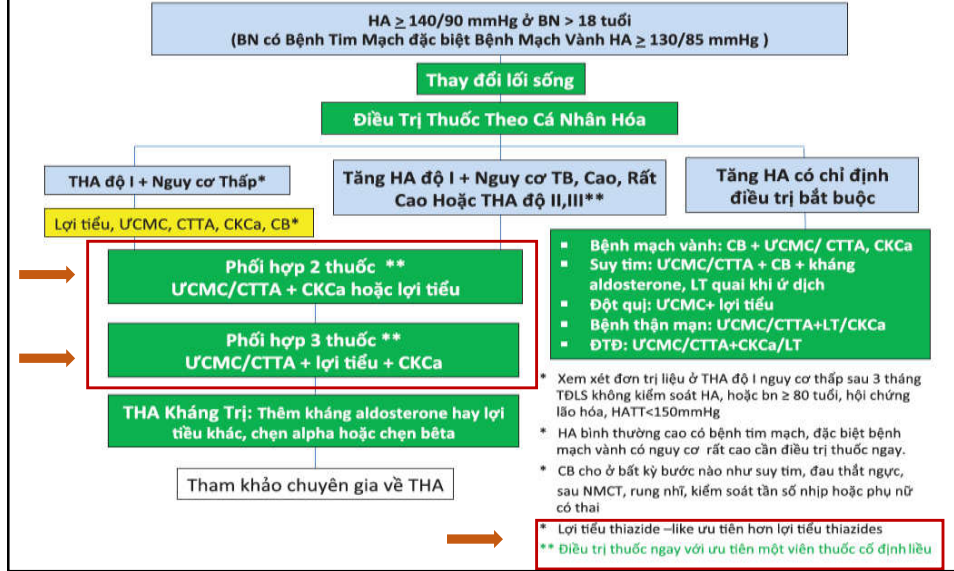 HA ≥ 140/90 mmHg ở BN > 18 tuổi
(BN có Bệnh Tim Mạch đặc biệt Bệnh Mạch Vành HA ≥ 130/85 mmHg )
Thay đổi lối sống
Điều Trị Thuốc Theo Cá Nhân Hóa
THA độ I + Nguy cơ Thấp*
Lợi tiểu, ƯCMC, CTTA, CKCa, CB*
Tăng HA độ I + Nguy cơ TB, Cao, Rất
Cao Hoặc THA độ II,III**
Tăng HA có chỉ định
điều trị bắt buộc
Phối hợp 2 thuốc **
ƯCMC/CTTA + CKCa hoặc lợi tiểu
Phối hợp 3 thuốc **
ƯCMC/CTTA + lợi tiểu + CKCa
THA Kháng Trị: Thêm kháng aldosterone hay lợi
tiều khác, chẹn alpha hoặc chẹn bêta
Tham khảo chuyên gia về THA
▪ Bệnh mạch vành: CB + ƯCMC/ CTTA, CKCa
▪ Suy tim: ƯCMC/CTTA + CB + kháng
aldosterone, LT quai khi ứ dịch
▪ Đột quị: ƯCMC+ lợi tiểu
▪ Bệnh thận mạn: ƯCMC/CTTA+LT/CKCa
▪ ĐTĐ: ƯCMC/CTTA+CKCa/LT
* Xem xét đơn trị liệu ở THA độ I nguy cơ thấp sau 3 tháng
TĐLS không kiểm soát HA, hoặc bn ≥ 80 tuổi, hội chứng
lão hóa, HATT<150mmHg
* HA bình thường cao có bệnh tim mạch, đặc biệt bệnh
mạch vành có nguy cơ rất cao cần điều trị thuốc ngay.
* CB cho ở bất kỳ bước nào như suy tim, đau thắt ngực,
sau NMCT, rung nhĩ, kiểm soát tần số nhịp hoặc phụ nữ
có thai
* Lợi tiểu thiazide –like ưu tiên hơn lợi tiểu thiazides
** Điều trị thuốc ngay với ưu tiên một viên thuốc cố định liều